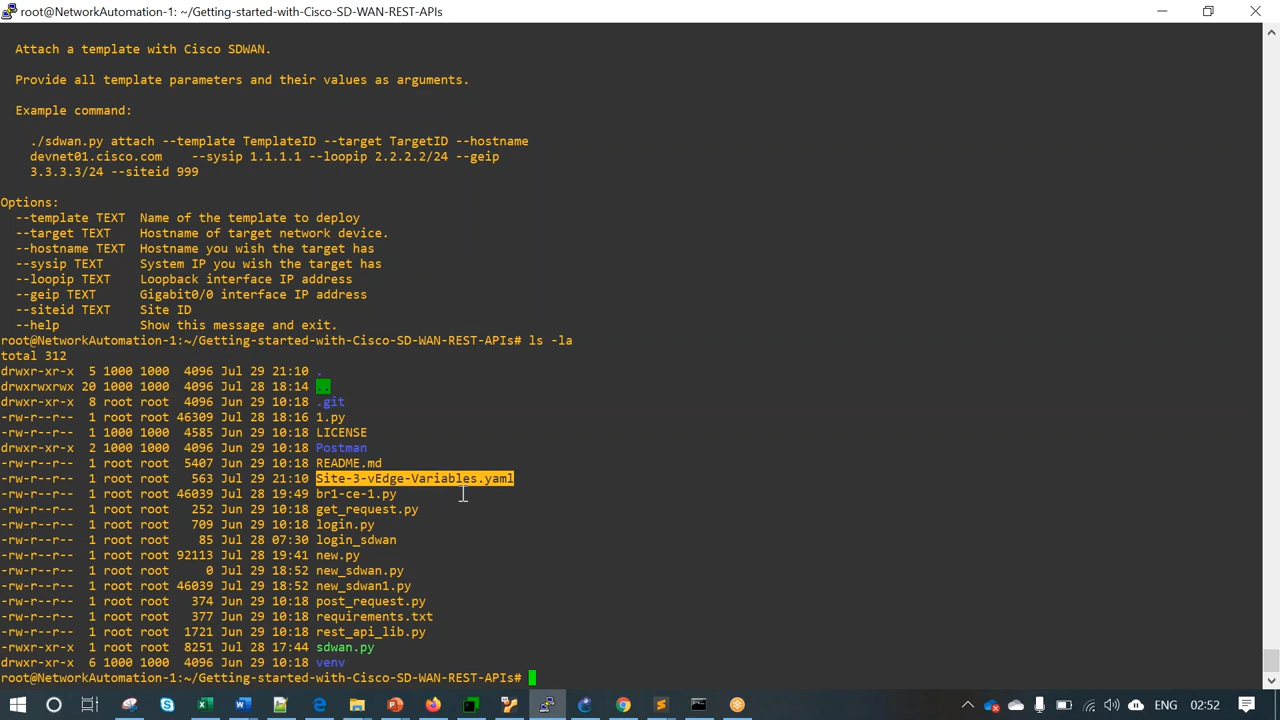 root@NetworkAutomation-1: ~/Getting-started-with-Cisco-SD-WAN-REST-APIs
Attach a template with Cisco SDWAN.
Provide all template parameters and their values as arguments.
Example command:
./sdwan.py attach --template TemplateID --target TargetID --hostname
devnet01.cisco.com    --sysip 1.1.1.1 --loopip 2.2.2.2/24 --geip
3.3.3.3/24 --siteid 999
Options:
--template TEXT  Name of the template to deploy
--target TEXT    Hostname of target network device.
--hostname TEXT  Hostname you wish the target has
--sysip TEXT     System IP you wish the target has
--loopip TEXT    Loopback interface IP address
--geip TEXT      Gigabit0/0 interface IP address
--siteid TEXT    Site ID
--help           Show this message and exit.
root@NetworkAutomation-1:~/Getting-started-with-Cisco-SD-WAN-REST-APIs# ls -la
total 312
drwxr-xr-x  5 1000 1000  4096 Jul 29 21:10 .
drwxrwxrwx 20 1000 1000  4096 Jul 28 18:14 ..
drwxr-xr-x  8 root root  4096 Jun 29 10:18 .git
-rw-r--r--  1 root root 46309 Jul 28 18:16 1.py
-rw-r--r--  1 1000 1000  4585 Jun 29 10:18 LICENSE
drwxr-xr-x  2 1000 1000  4096 Jun 29 10:18 Postman
-rw-r--r--  1 root root  5407 Jun 29 10:18 README.md
-rw-r--r--  1 root root   563 Jul 29 21:10 Site-3-vEdge-Variables.yaml
-rw-r--r--  1 root root 46039 Jul 28 19:49 br1-ce-1.py
-rw-r--r--  1 root root   252 Jun 29 10:18 get_request.py
-rw-r--r--  1 root root   709 Jun 29 10:18 login.py
-rw-r--r--  1 root root    85 Jul 28 07:30 login_sdwan
-rw-r--r--  1 root root 92113 Jul 28 19:41 new.py
-rw-r--r--  1 root root     0 Jul 28 18:52 new_sdwan.py
-rw-r--r--  1 root root 46039 Jul 28 18:52 new_sdwan1.py
-rw-r--r--  1 root root   374 Jun 29 10:18 post_request.py
-rw-r--r--  1 root root   377 Jun 29 10:18 requirements.txt
-rw-r--r--  1 root root  1721 Jun 29 10:18 rest_api_lib.py
-rwxr-xr-x  1 root root  8251 Jul 28 17:44 sdwan.py
drwxr-xr-x  6 1000 1000  4096 Jun 29 10:18 venv
root@NetworkAutomation-1:~/Getting-started-with-Cisco-SD-WAN-REST-APIs#
ENG 02:52